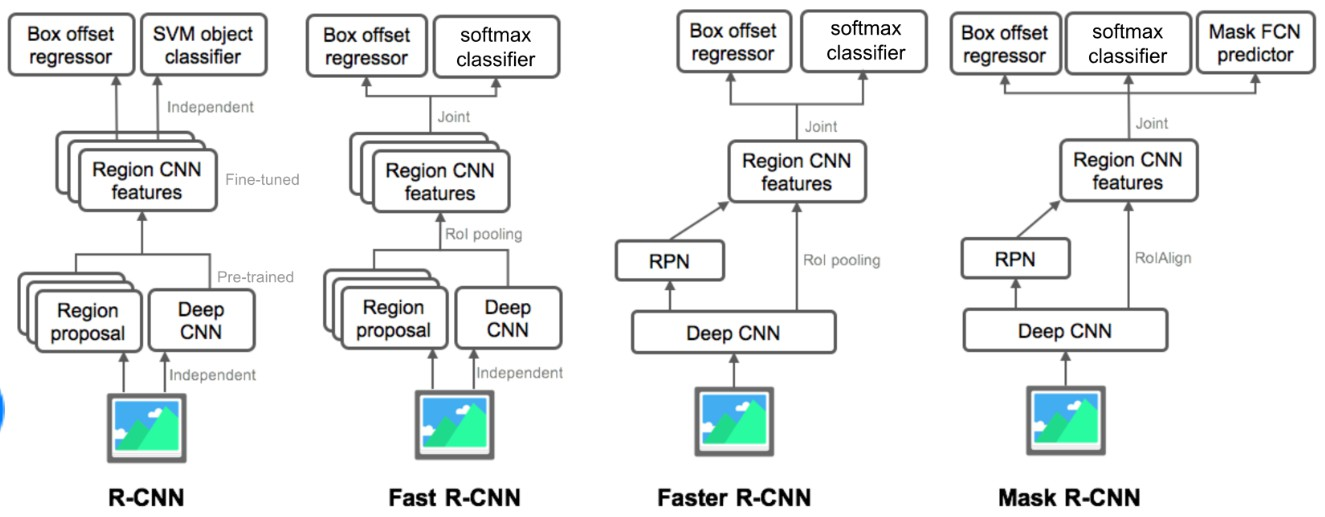 Box offset
regressor
SVM object
classifier
Independent
Region CNN
features
Fine-tuned
Pre-trained
Region
proposal
Deep
CNN
Independent
R-CNN
Box offset
regressor
softmax
classifier
Joint
Region CNN
features
RoI pooling
Region
proposal
Deep
CNN
Independent
Fast R-CNN
Box offset
regressor
softmax
classifier
Joint
Region CNN
features
RPN
RoI pooling
Deep CNN
Faster R-CNN
Box offset
regressor
softmax
classifier
Mask FCN
predictor
Joint
Region CNN
features
RPN
RoIAlign
Deep CNN
Mask R-CNN